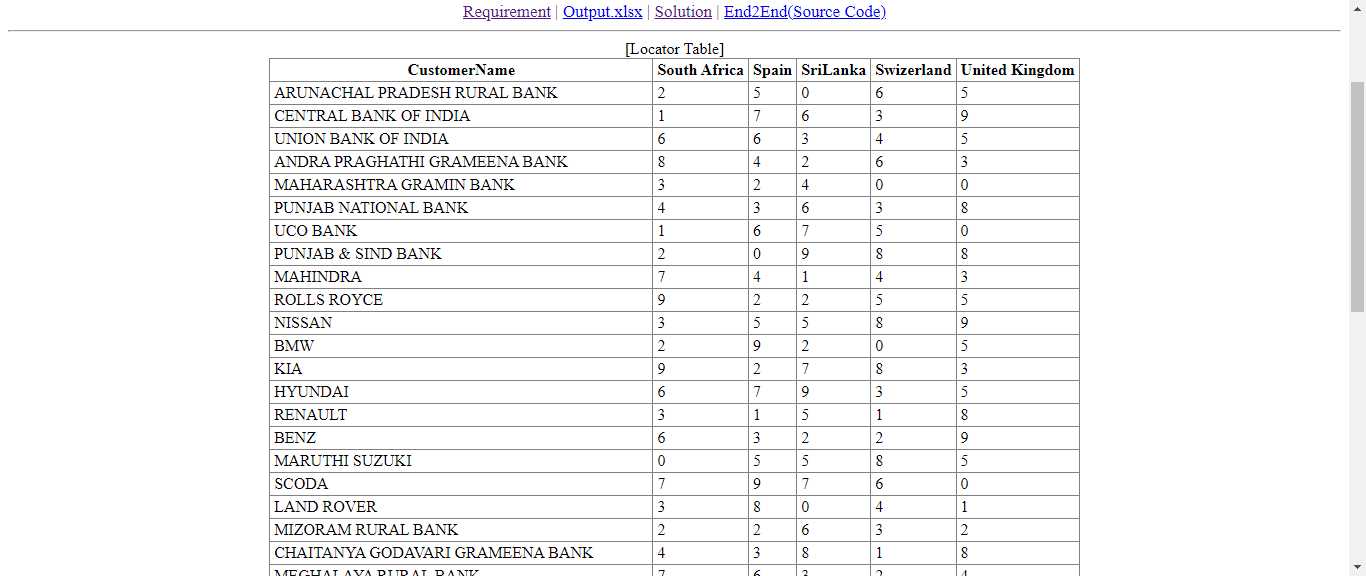 Requirement | Output.xlsx | Solution | End2End(Source Code)
[Locator Table]
CustomerName South Africa Spain SriLanka Swizerland United Kingdom
ARUNACHAL PRADESH RURAL BANK 2 5 0 6 5
CENTRAL BANK OF INDIA 1 7 6 3 9
UNION BANK OF INDIA 6 6 3 4 5
ANDRA PRAGHATHI GRAMEENA BANK 8 4 2 6 3
MAHARASHTRA GRAMIN BANK 3 2 4 0 0
PUNJAB NATIONAL BANK 4 3 6 3 8
UCO BANK 1 6 7 5 0
PUNJAB & SIND BANK 2 0 9 8 8
MAHINDRA 7 4 1 4 3
ROLLS ROYCE 9 2 2 5 5
NISSAN 3 5 5 8 9
BMW 2 9 2 0 5
KIA 9 2 7 8 3
HYUNDAI 6 7 9 3 5
RENAULT 3 1 5 1 8
BENZ 6 3 2 2 9
MARUTHI SUZUKI 0 5 5 8 5
SCODA 7 9 7 6 0
LAND ROVER 3 8 0 4 1
MIZORAM RURAL BANK 2 2 6 3 2
CHAITANYA GODAVARI GRAMEENA BANK 4 3 8 1 8
MEGHALAYA RURAL BANK 7 6 3 2 4